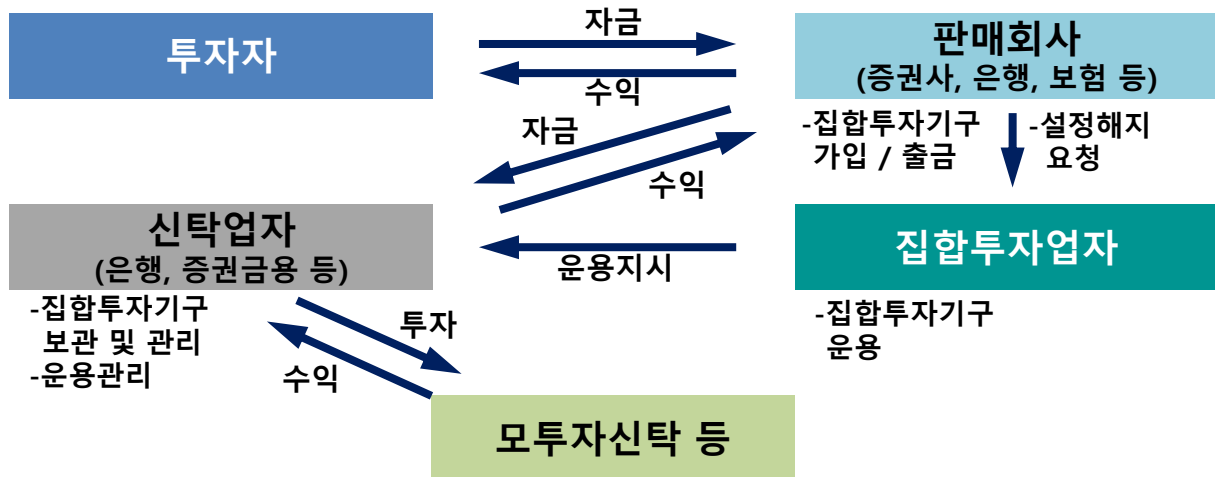 투자자
자금
수익
판매회사
(증권사, 은행, 보험 등)
-집합투자기구
가입 / 출금
-설정해지
요청
자금
수익
신탁업자
(은행, 증권금융 등)
-집합투자기구
보관 및 관리
-운용관리
운용지시
집합투자업자
-집합투자기구
운용
투자
수익
모투자신탁 등